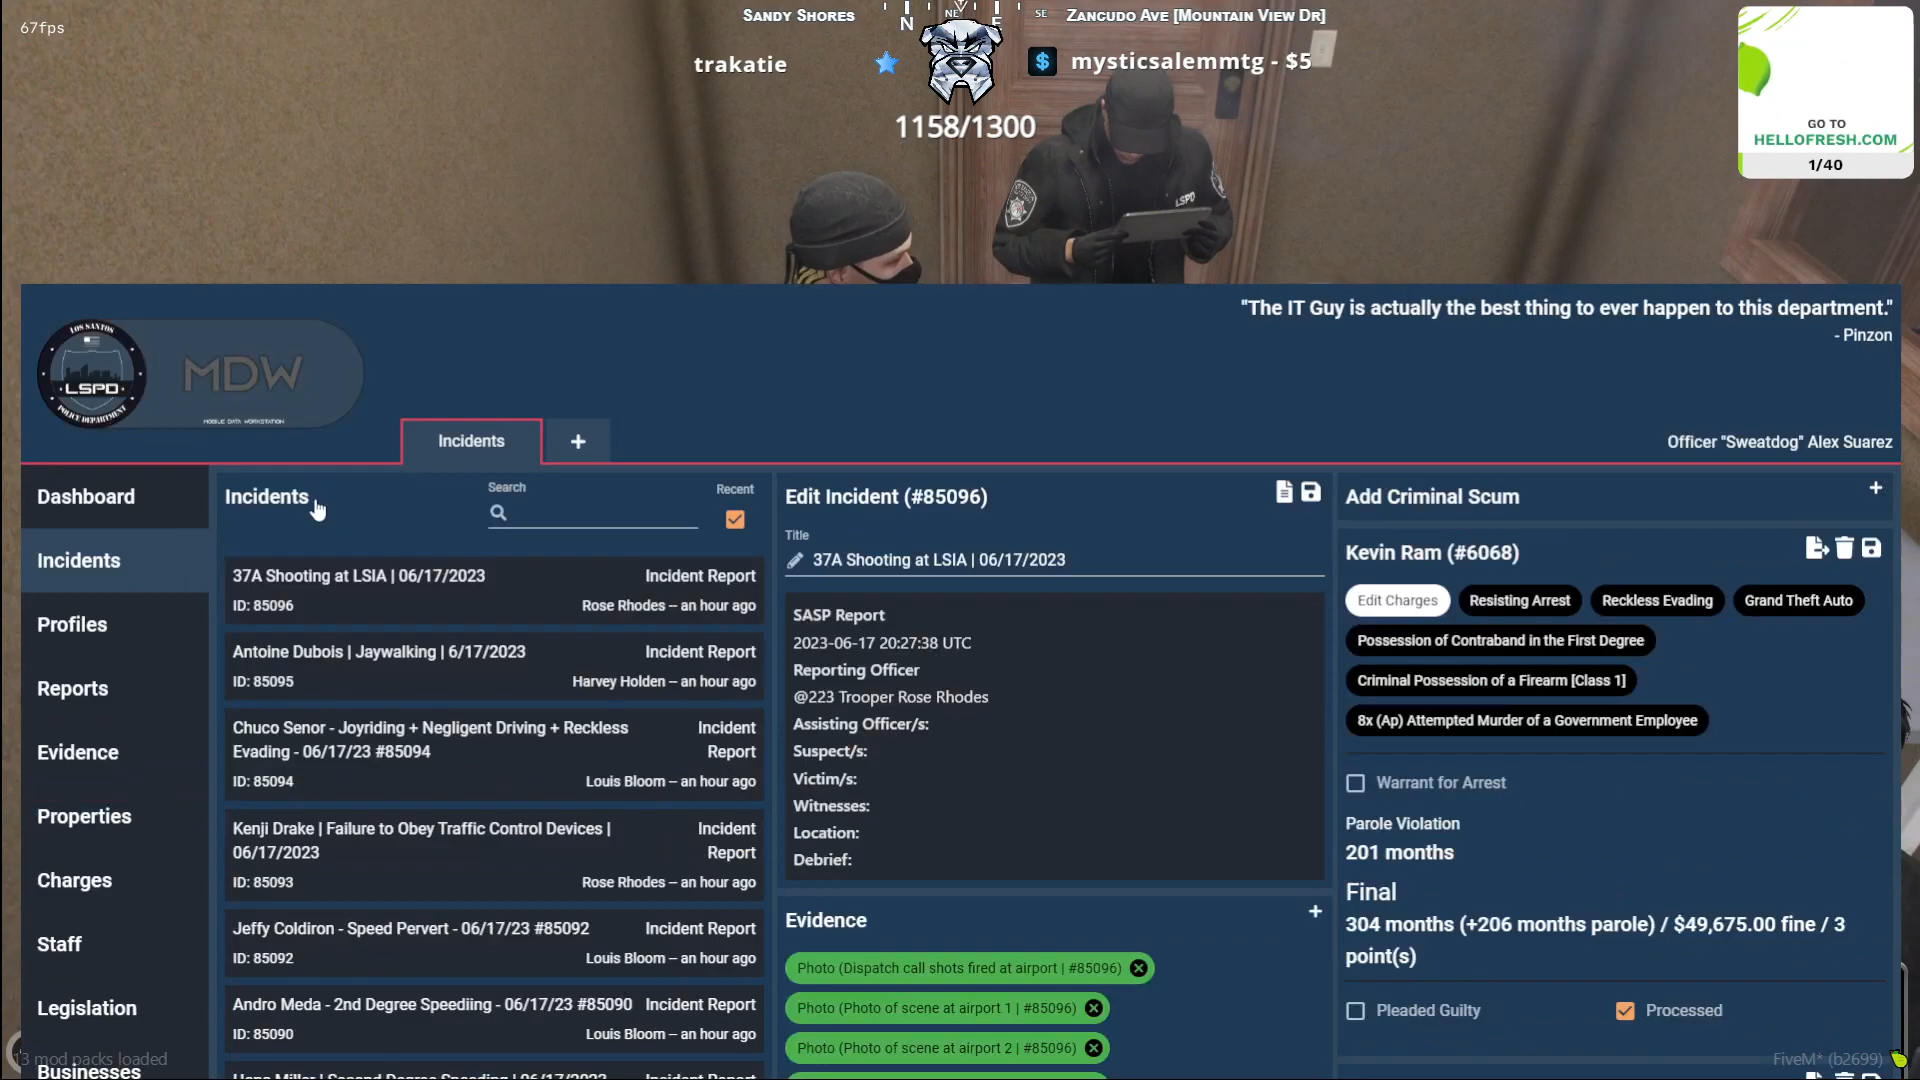 67fps
SANDY SHORES
N
NE
E
SE
ZANCUDO AVE [MOUNTAIN VIEW DR]
trakatie
mysticsalemmtg - $5
1158/1300
GO TO
HELLOFRESH.COM
1/40
LSPD
"The IT Guy is actually the best thing to ever happen to this department."
- Pinzon
LOS SANTOS
LSPD
POLICE DEPARTMENT
MDW
MOBILE DATA WORKSTATION
Incidents
+
Officer "Sweatdog" Alex Suarez
Dashboard
Incidents
Profiles
Reports
Evidence
Properties
Charges
Staff
Legislation
Businesses
Incidents
Search
Recent
37A Shooting at LSIA | 06/17/2023
Incident Report
ID: 85096
Rose Rhodes – an hour ago
Antoine Dubois | Jaywalking | 6/17/2023
Incident Report
ID: 85095
Harvey Holden – an hour ago
Chuco Senor - Joyriding + Negligent Driving + Reckless
Evading - 06/17/23 #85094
Incident
Report
ID: 85094
Louis Bloom – an hour ago
Kenji Drake | Failure to Obey Traffic Control Devices |
06/17/2023
Incident
Report
ID: 85093
Rose Rhodes – an hour ago
Jeffy Coldiron - Speed Pervert - 06/17/23 #85092
Incident Report
ID: 85092
Louis Bloom – an hour ago
Andro Meda - 2nd Degree Speediing - 06/17/23 #85090
Incident Report
ID: 85090
Louis Bloom – an hour ago
Edit Incident (#85096)
Title
37A Shooting at LSIA | 06/17/2023
SASP Report
2023-06-17 20:27:38 UTC
Reporting Officer
@223 Trooper Rose Rhodes
Assisting Officer/s:
Suspect/s:
Victim/s:
Witnesses:
Location:
Debrief:
Evidence
+
Photo (Dispatch call shots fired at airport | #85096)
Photo (Photo of scene at airport 1 | #85096)
Photo (Photo of scene at airport 2 | #85096)
Add Criminal Scum
+
Kevin Ram (#6068)
Edit Charges
Resisting Arrest
Reckless Evading
Grand Theft Auto
Possession of Contraband in the First Degree
Criminal Possession of a Firearm [Class 1]
8x (Ap) Attempted Murder of a Government Employee
Warrant for Arrest
Parole Violation
201 months
Final
304 months (+206 months parole) / $49,675.00 fine / 3
point(s)
Pleaded Guilty
Processed
13 mod packs loaded
FiveM* (b2699)